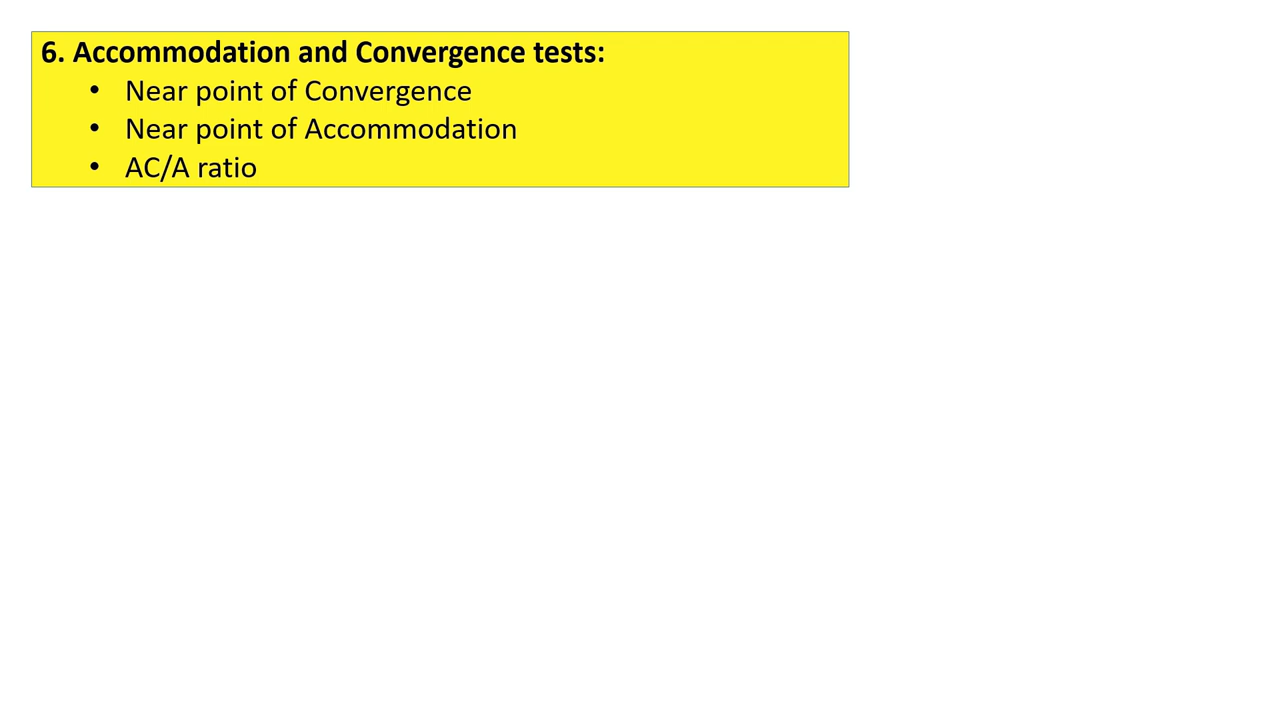 6. Accommodation and Convergence tests:
• Near point of Convergence
• Near point of Accommodation
• AC/A ratio